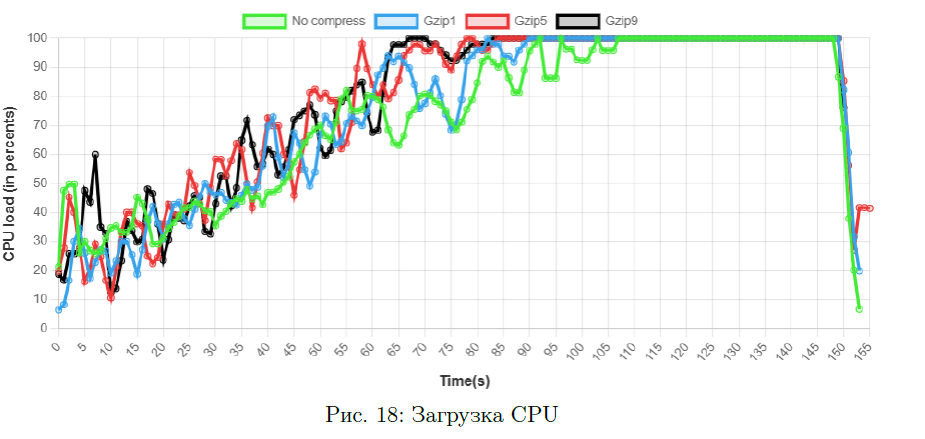 No compress Gzip1 Gzip5 Gzip9
CPU load (in percents)
100
90
80
70
60
50
40
30
20
10
0
0 5 10 15 20 25 30 35 40 45 50 55 60 65 70 75 80 85 90 95 100 105 110 115 120 125 130 135 140 145 150 155
Time(s)
Рис. 18: Загрузка CPU